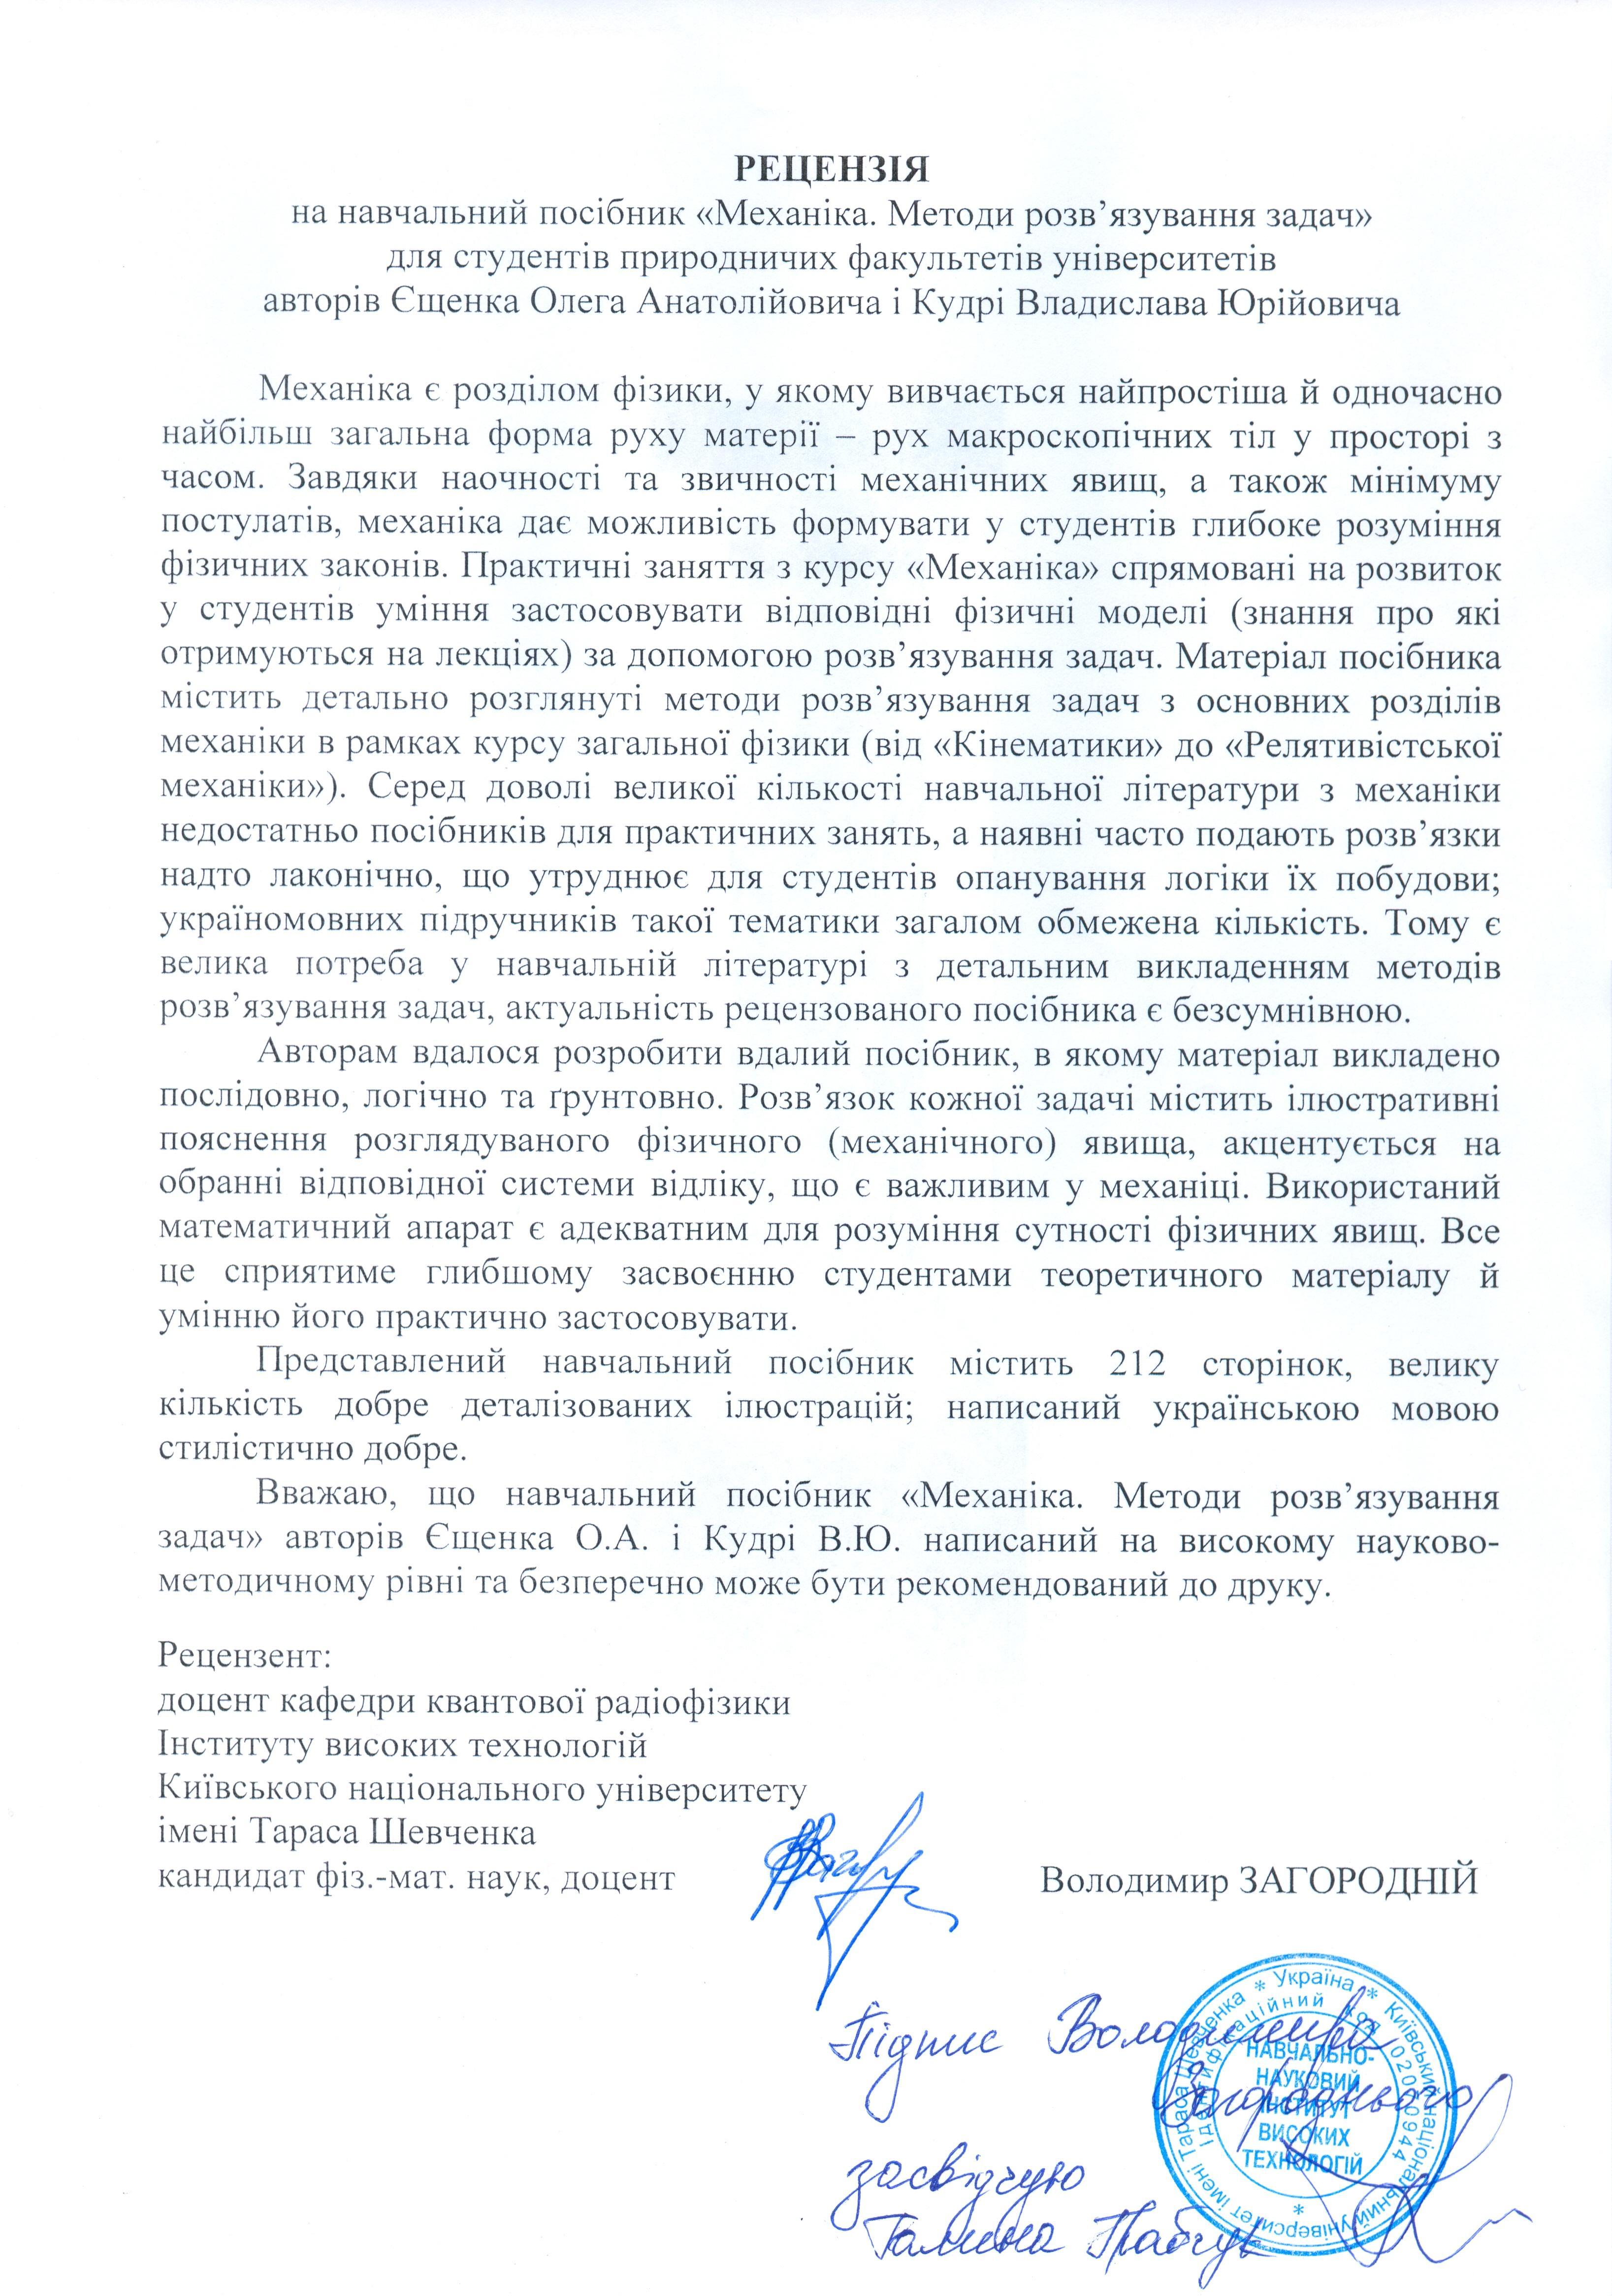 РЕЦЕНЗІЯ
на навчальний посібник «Механіка. Методи розв’язування задач»
для студентів природничих факультетів університетів
авторів Єщенка Олега Анатолійовича і Кудрі Владислава Юрійовича
Механіка є розділом фізики, у якому вивчається найпростіша й одночасно
найбільш загальна форма руху матерії – рух макроскопічних тіл у просторі з
часом. Завдяки наочності та звичності механічних явищ, а також мінімуму
постулатів, механіка дає можливість формувати у студентів глибоке розуміння
фізичних законів. Практичні заняття з курсу «Механіка» спрямовані на розвиток
у студентів уміння застосовувати відповідні фізичні моделі (знання про які
отримуються на лекціях) за допомогою розв’язування задач. Матеріал посібника
містить детально розглянуті методи розв’язування задач з основних розділів
механіки в рамках курсу загальної фізики (від «Кінематики» до «Релятивістської
механіки»). Серед доволі великої кількості навчальної літератури з механіки
недостатньо посібників для практичних занять, а наявні часто подають розв’язки
надто лаконічно, що утруднює для студентів опанування логіки їх побудови;
україномовних підручників такої тематики загалом обмежена кількість. Тому є
велика потреба у навчальній літературі з детальним викладенням методів
розв’язування задач, актуальність рецензованого посібника є безсумнівною.
Авторам вдалося розробити вдалий посібник, в якому матеріал викладено
послідовно, логічно та ґрунтовно. Розв’язок кожної задачі містить ілюстративні
пояснення розглядуваного фізичного (механічного) явища, акцентується на
обранні відповідної системи відліку, що є важливим у механіці. Використаний
математичний апарат є адекватним для розуміння сутності фізичних явищ. Все
це сприятиме глибшому засвоєнню студентами теоретичного матеріалу й
умінню його практично застосовувати.
Представлений навчальний посібник містить 212 сторінок, велику
кількість добре деталізованих ілюстрацій; написаний українською мовою
стилістично добре.
Вважаю, що навчальний посібник «Механіка. Методи розв’язування
задач» авторів Єщенка О.А. і Кудрі В.Ю. написаний на високому науково-
методичному рівні та безперечно може бути рекомендований до друку.
Рецензент:
доцент кафедри квантової радіофізики
Інституту високих технологій
Київського національного університету
імені Тараса Шевченка
кандидат фіз.-мат. наук, доцент
Володимир ЗАГОРОДНІЙ
Підпис Володимира
Загороднього
засвідчую
Галина
Україна * Київський національний університет імені Тараса Шевченка *
Ідентифікаційний код 02070944
НАВЧАЛЬНО-
НАУКОВИЙ
ІНСТИТУТ
ВИСОКИХ
ТЕХНОЛОГІЙ